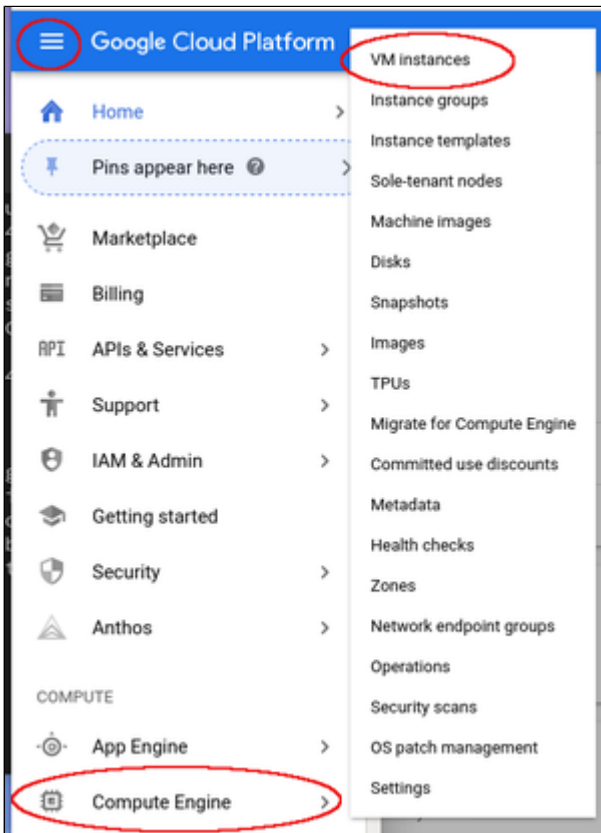 Google Cloud Platform
Home
Pins appear here
Marketplace
Billing
API APIs & Services
Support
IAM & Admin
Getting started
Security
Anthos
COMPUTE
App Engine
Compute Engine
VM instances
Instance groups
Instance templates
Sole-tenant nodes
Machine images
Disks
Snapshots
Images
TPUs
Migrate for Compute Engine
Committed use discounts
Metadata
Health checks
Zones
Network endpoint groups
Operations
Security scans
OS patch management
Settings